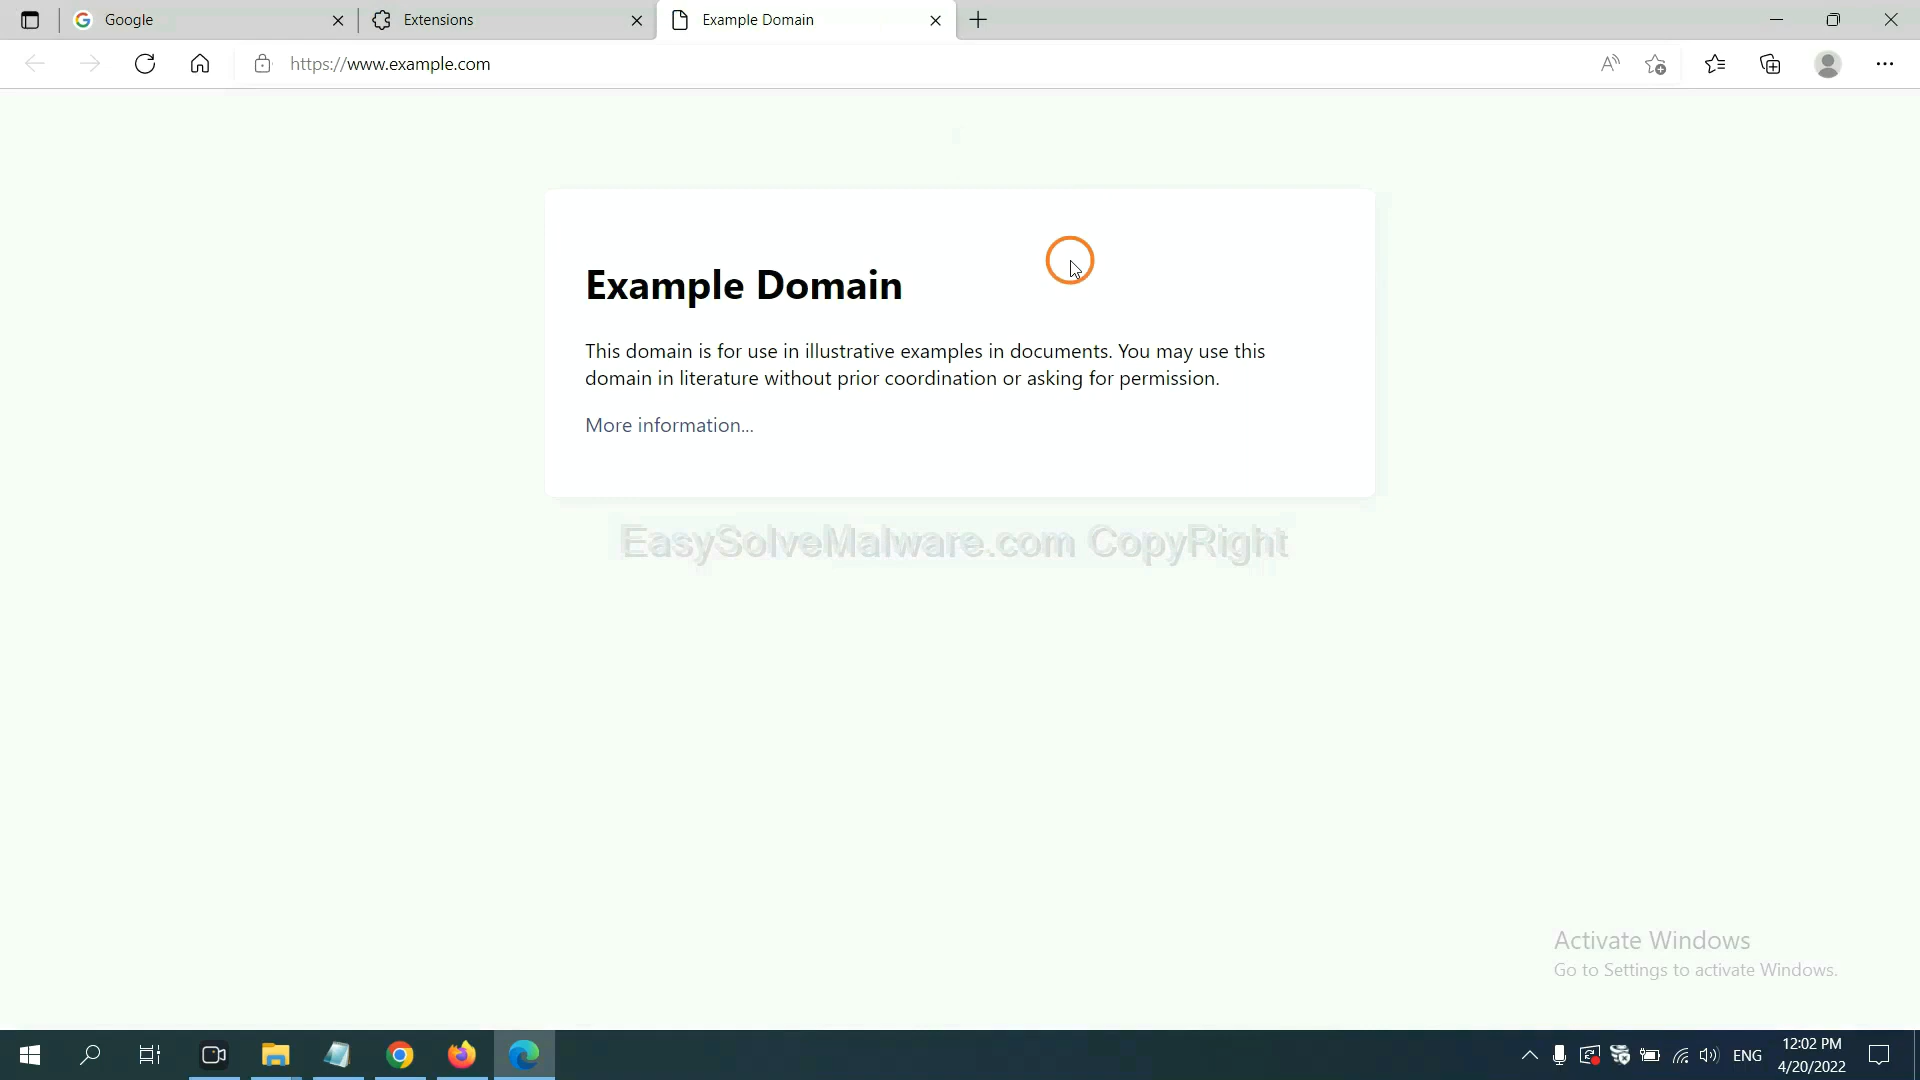 Google
Extensions
Example Domain
https://www.example.com
Example Domain
This domain is for use in illustrative examples in documents. You may use this
domain in literature without prior coordination or asking for permission.
More information...
EasySolveMalware.com CopyRight
Activate Windows
Go to Settings to activate Windows.
ENG
12:02 PM
4/20/2022